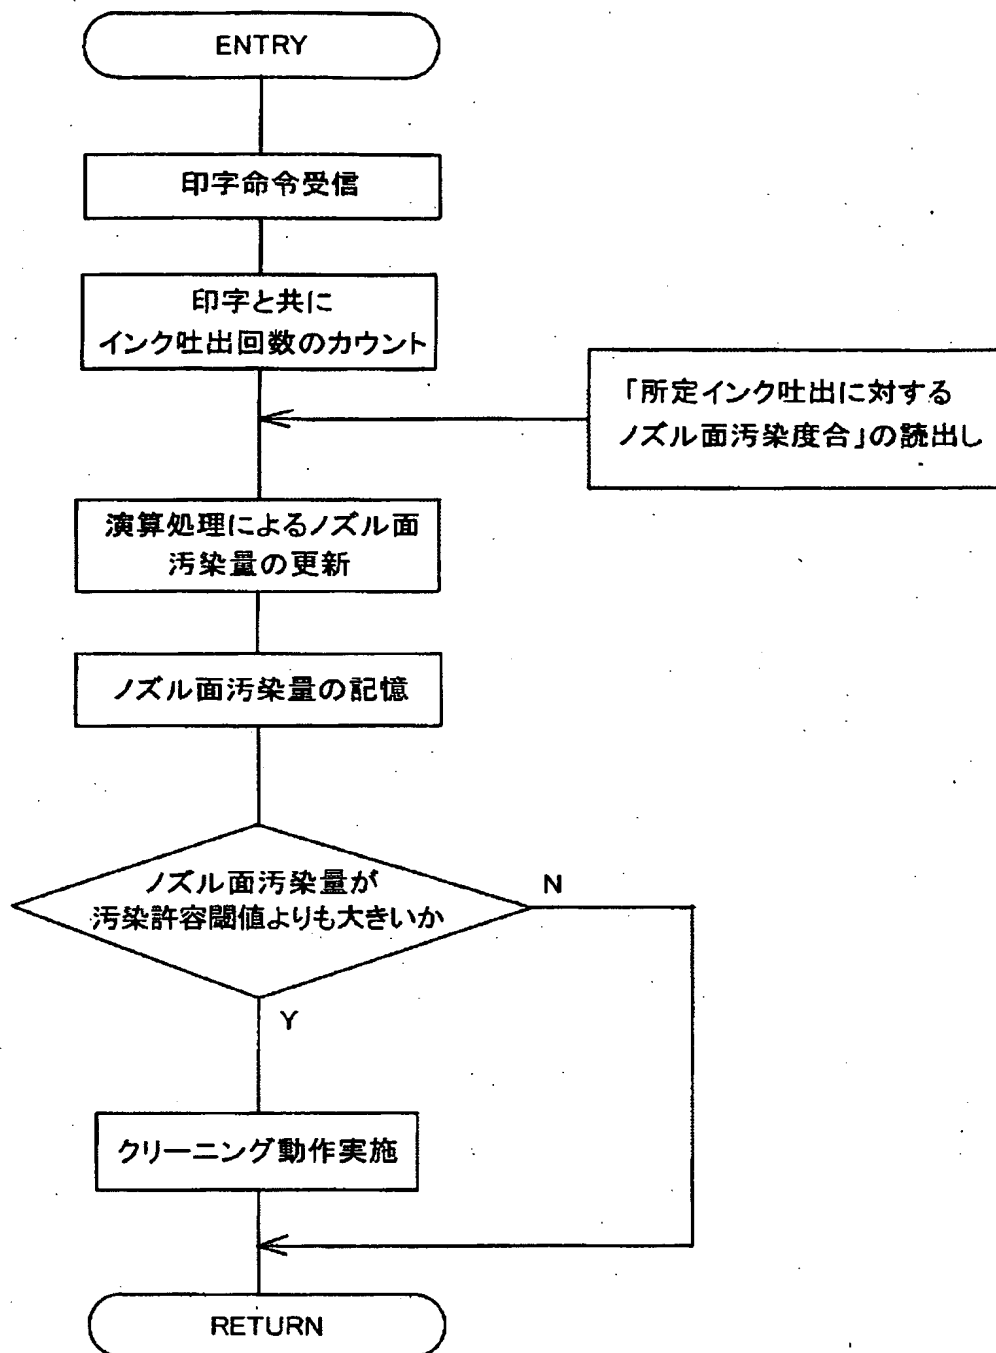 ENTRY
印字命令受信
印字と共に
インク吐出回数のカウント
「所定インク吐出に対する
ノズル面汚染度合」の読出し
演算処理によるノズル面
汚染量の更新
ノズル面汚染量の記憶
ノズル面汚染量が
汚染許容閾値よりも大きいか
N
Y
クリーニング動作実施
RETURN